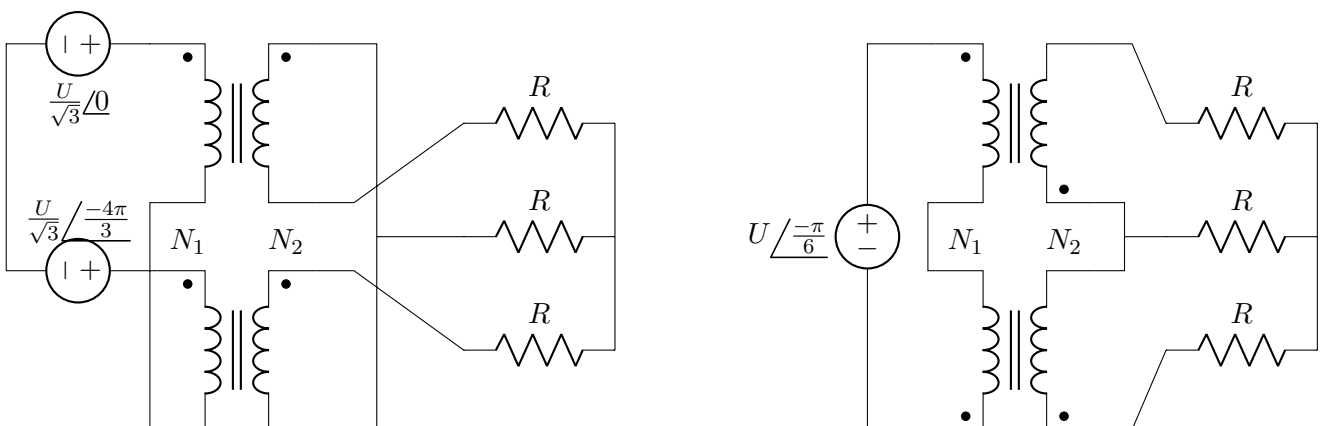 R
R
U/√3 /0
U/√3 /-4π/3
R
R
N₁
N₂
U /-π/6
N₁
N₂
R
R